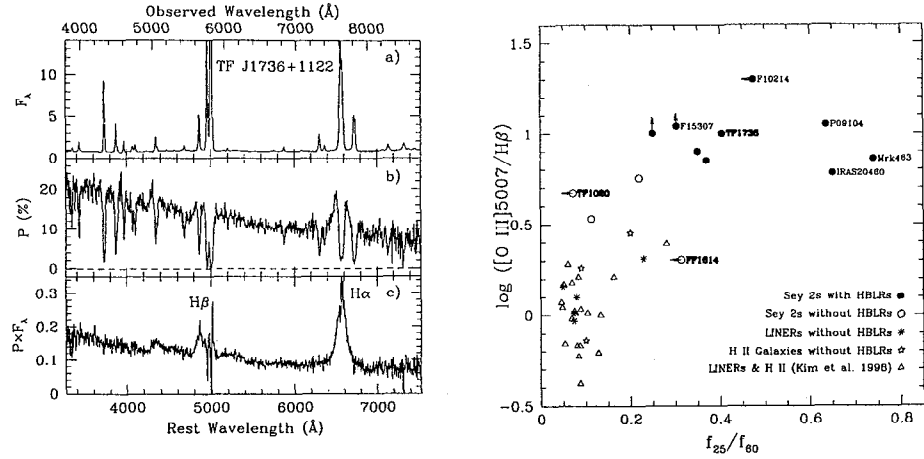 Observed Wavelength (Å)
4000 5000 6000 7000 8000
a)
TF J1736+1122
10
5
0
F_λ
b)
20
10
0
P (%)
c)
Hβ
Hα
0.3
0.2
0.1
0
P×F_λ
4000 5000 6000 7000
Rest Wavelength (Å)
1.5
1
0.5
0
-0.5
log ([O III]5007/Hβ)
F10214
F15307
TF1736
P09104
Mrk463
IRAS20460
FF1614
Sey 2s with HBLRs
Sey 2s without HBLRs
LINERs without HBLRs
H II Galaxies without HBLRs
LINERs & H II (Kim et al. 1998)
0 0.2 0.4 0.6 0.8
f₂₅/f₆₀